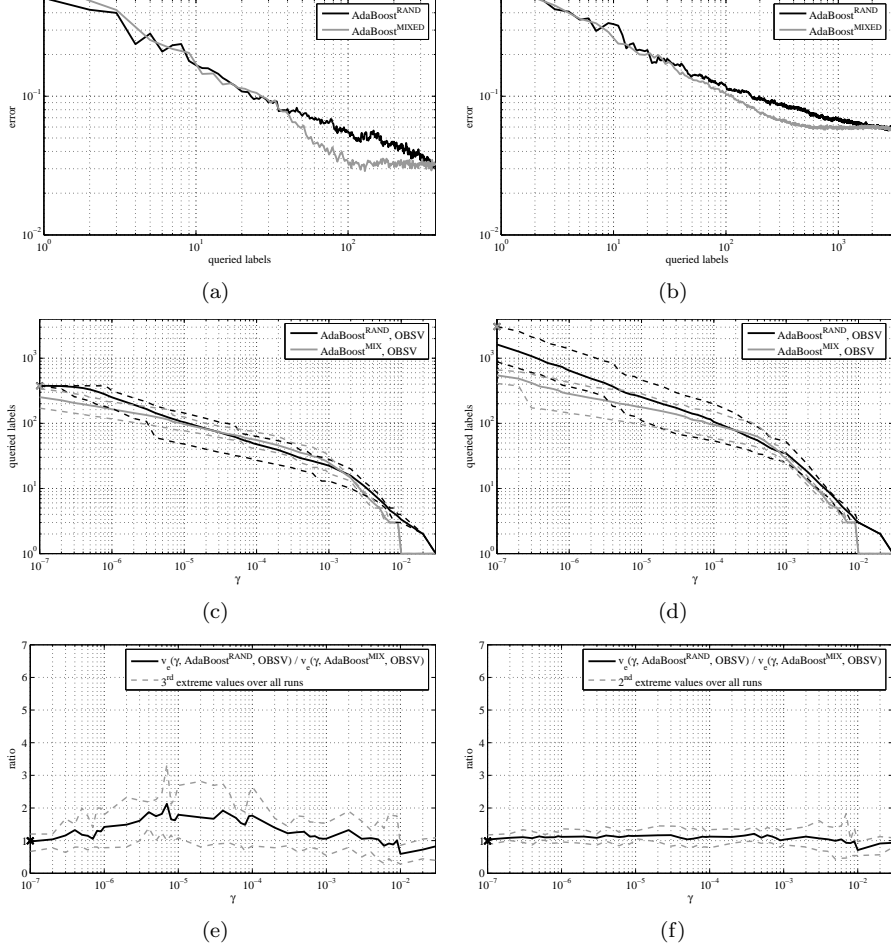 AdaBoost^RAND
AdaBoost^MIXED
error
10^-1
10^-2
10^0
10^1
10^2
queried labels
(a)
AdaBoost^RAND
AdaBoost^MIXED
error
10^-1
10^-2
10^0
10^1
10^2
10^3
queried labels
(b)
AdaBoost^RAND, OBSV
AdaBoost^MIX, OBSV
queried labels
10^3
10^2
10^1
10^0
10^-7
10^-6
10^-5
10^-4
10^-3
10^-2
γ
(c)
AdaBoost^RAND, OBSV
AdaBoost^MIX, OBSV
queried labels
10^3
10^2
10^1
10^0
10^-7
10^-6
10^-5
10^-4
10^-3
10^-2
γ
(d)
v_e(γ, AdaBoost^RAND, OBSV) / v_e(γ, AdaBoost^MIX, OBSV)
3^rd extreme values over all runs
ratio
7
6
5
4
3
2
1
0
10^-7
10^-6
10^-5
10^-4
10^-3
10^-2
γ
(e)
v_e(γ, AdaBoost^RAND, OBSV) / v_e(γ, AdaBoost^MIX, OBSV)
2^nd extreme values over all runs
ratio
7
6
5
4
3
2
1
0
10^-7
10^-6
10^-5
10^-4
10^-3
10^-2
γ
(f)